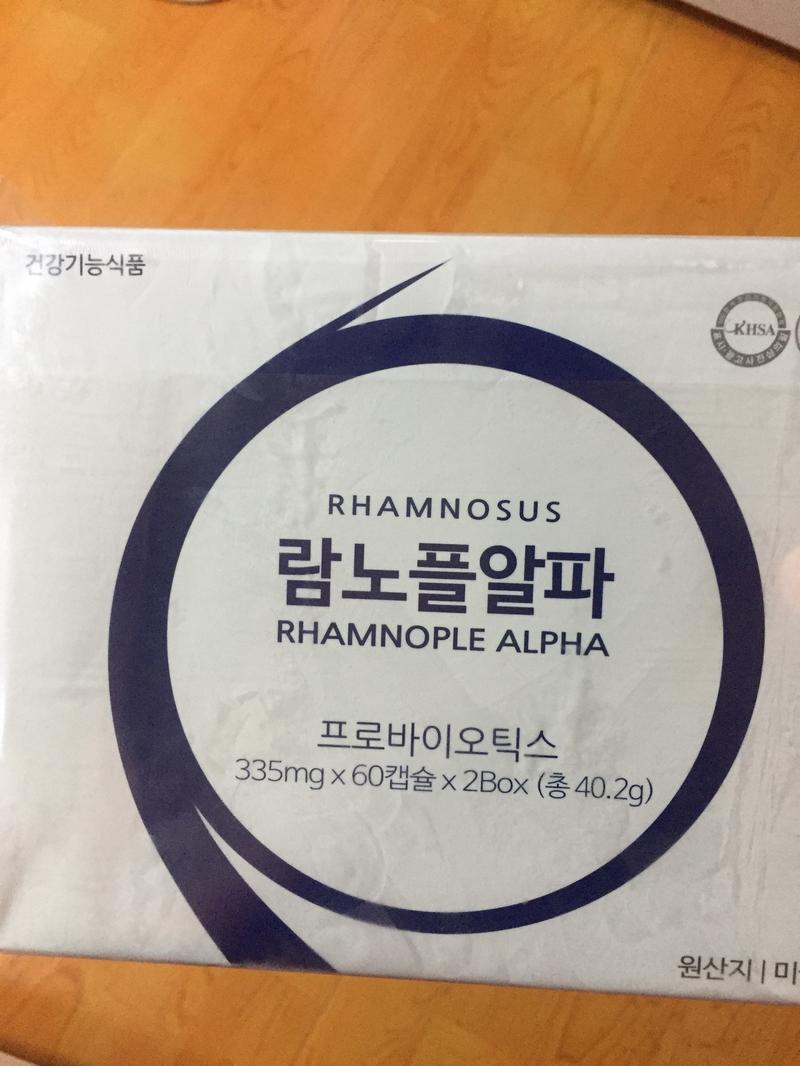 건강기능식품
KHSA
RHAMNOSUS
람노플알파
RHAMNOPLE ALPHA
프로바이오틱스
335mg x 60캡슐 x 2Box (총 40.2g)
원산지 | 미